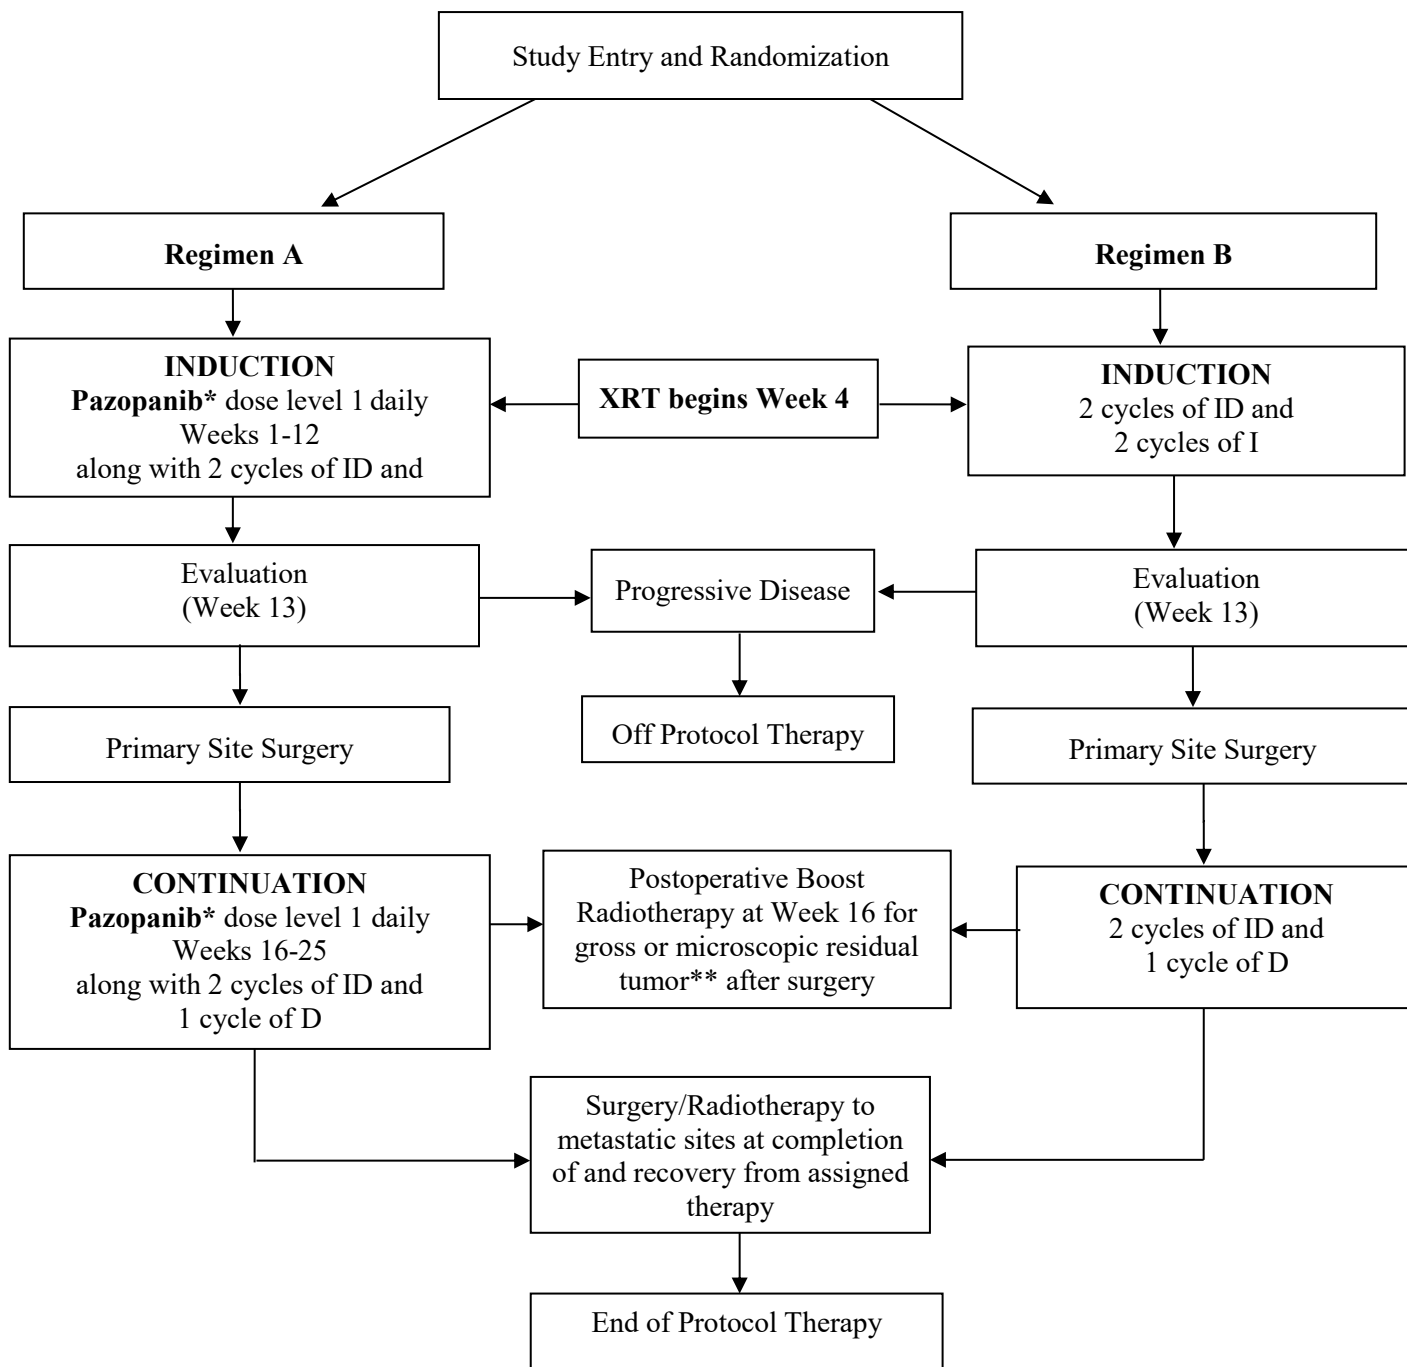 Study Entry and Randomization
Regimen A
Regimen B
INDUCTION
Pazopanib* dose level 1 daily
Weeks 1-12
along with 2 cycles of ID and
XRT begins Week 4
INDUCTION
2 cycles of ID and
2 cycles of I
Evaluation
(Week 13)
Progressive Disease
Evaluation
(Week 13)
Off Protocol Therapy
Primary Site Surgery
Primary Site Surgery
CONTINUATION
Pazopanib* dose level 1 daily
Weeks 16-25
along with 2 cycles of ID and
1 cycle of D
Postoperative Boost
Radiotherapy at Week 16 for
gross or microscopic residual
tumor** after surgery
CONTINUATION
2 cycles of ID and
1 cycle of D
Surgery/Radiotherapy to
metastatic sites at completion
of and recovery from assigned
therapy
End of Protocol Therapy